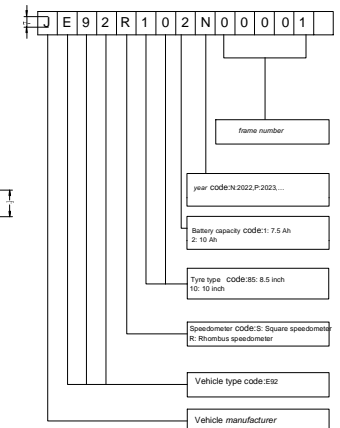 J E 9 2 R 1 0 2 N 0 0 0 0 1
frame number
year code:N:2022,P:2023,...
Battery capacity code:1: 7.5 Ah
2: 10 Ah
Tyre type code:85: 8.5 inch
10: 10 inch
Speedometer code:S: Square speedometer
R: Rhombus speedometer
Vehicle type code:E92
Vehicle manufacturer